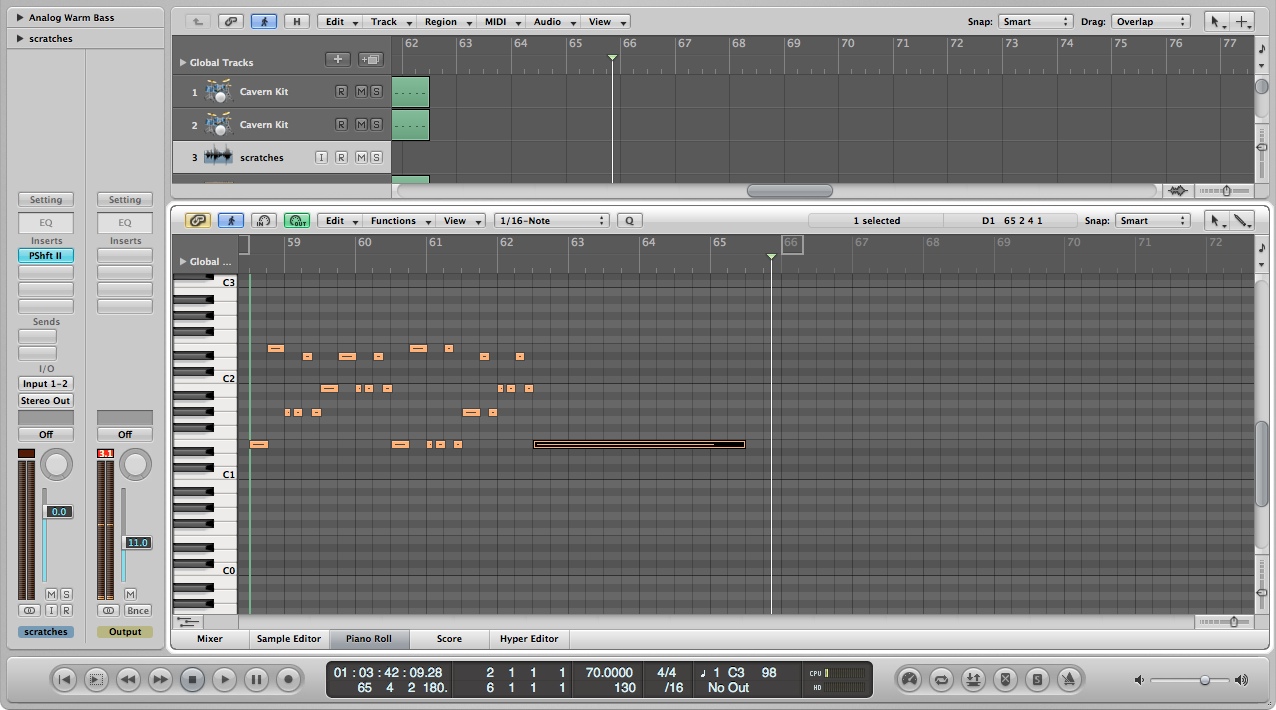 Analog Warm Bass
scratches
Setting
EQ
Inserts
PShft II
Sends
I/O
Input 1-2
Stereo Out
Off
0.0
M S
I R
scratches
Setting
EQ
Inserts
Off
3.1
11.0
M
Bnce
Output
H Edit Track Region MIDI Audio View Snap: Smart Drag: Overlap
62 63 64 65 66 67 68 69 70 71 72 73 74 75 76 77
Global Tracks
1 Cavern Kit R M S
2 Cavern Kit R M S
3 scratches I R M S
IN OUT Edit Functions View 1/16-Note Q 1 selected D1 65 2 4 1 Snap: Smart
59 60 61 62 63 64 65 66 67 68 69 70 71 72
Global ...
C3
C2
C1
C0
Mixer Sample Editor Piano Roll Score Hyper Editor
01 : 03 : 42 : 09.28 2 1 1 1 70.0000 4/4 ♩ 1 C3 98 CPU
65 4 2 180. 6 1 1 1 130 /16 No Out HD
S